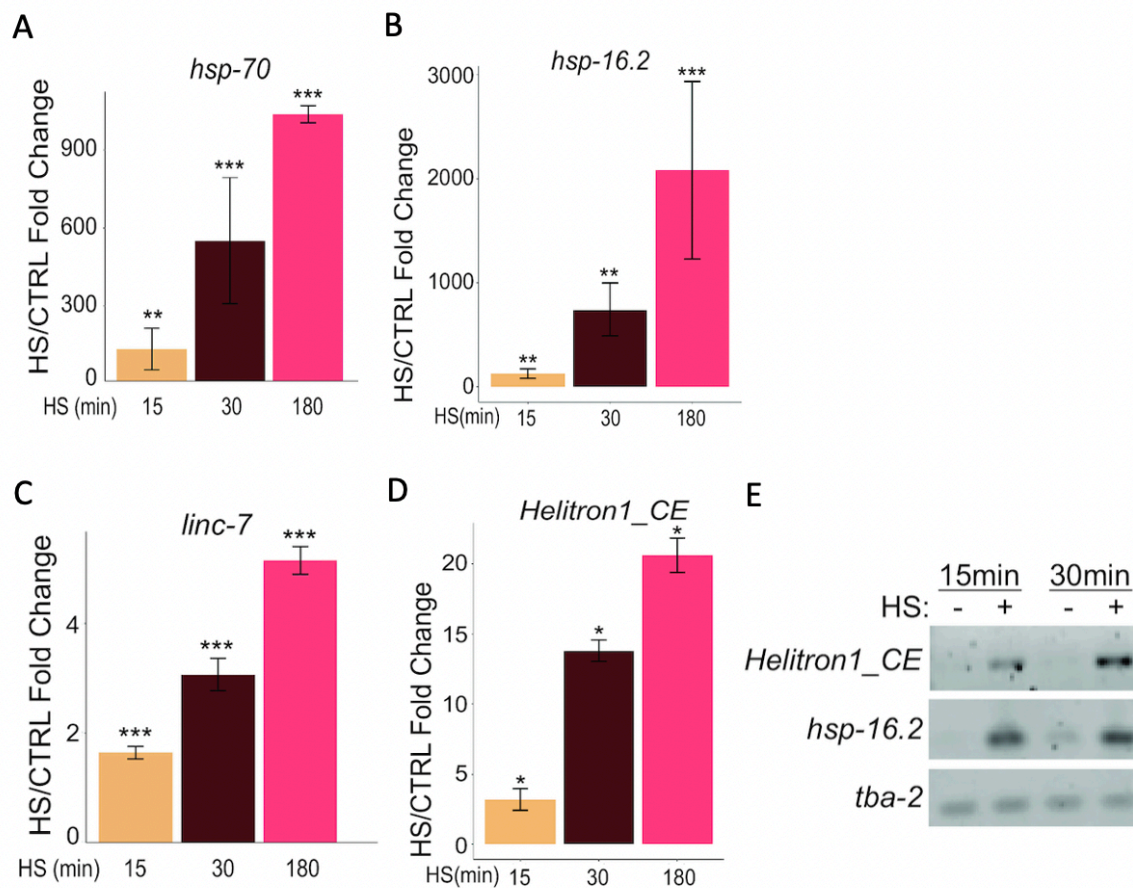 A
hsp-70
HS/CTRL Fold Change
900
600
300
0
**
***
***
HS (min) 15 30 180
B
hsp-16.2
HS/CTRL Fold Change
3000
2000
1000
0
**
**
***
HS(min) 15 30 180
C
linc-7
HS/CTRL Fold Change
4
2
0
***
***
***
HS (min) 15 30 180
D
Helitron1_CE
HS/CTRL Fold Change
20
15
10
5
0
*
*
*
HS(min) 15 30 180
E
15min 30min
HS: - + - +
Helitron1_CE
hsp-16.2
tba-2